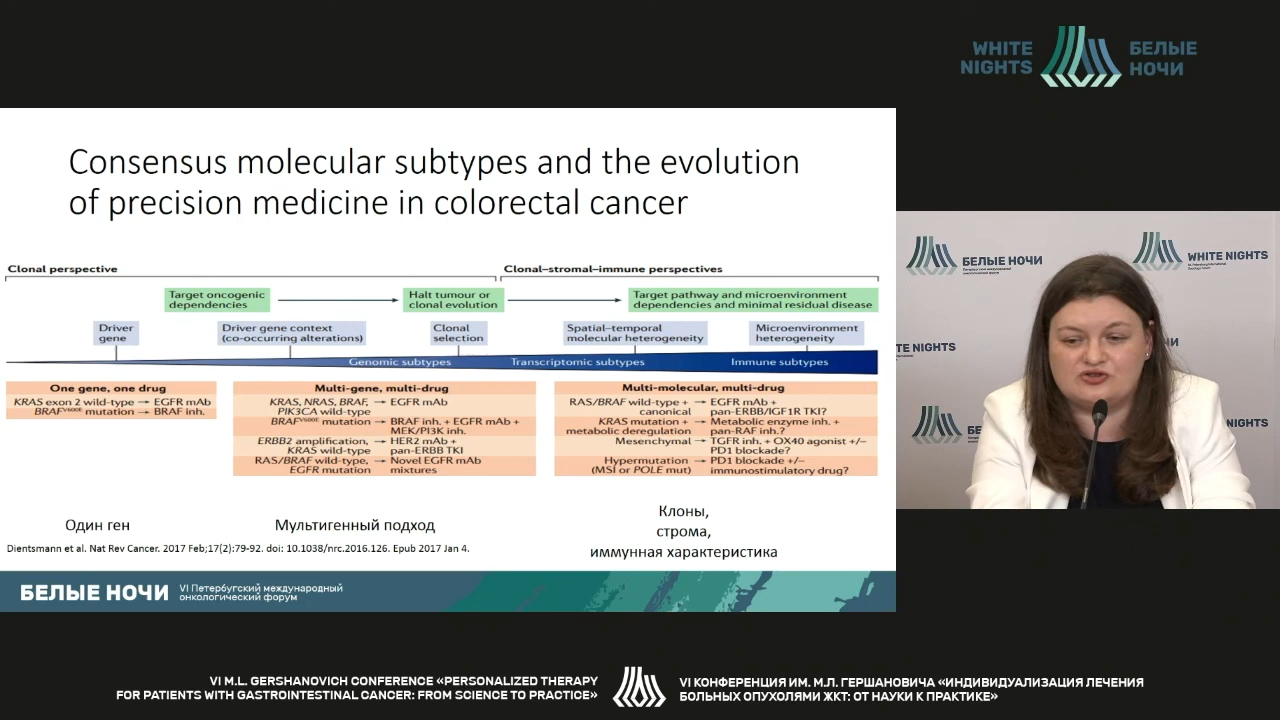 WHITE
NIGHTS
БЕЛЫЕ
НОЧИ
Consensus molecular subtypes and the evolution
of precision medicine in colorectal cancer
Clonal perspective
Clonal–stromal–immune perspectives
Target oncogenic
dependencies
Halt tumour or
clonal evolution
Target pathway and microenvironment
dependencies and minimal residual disease
Driver
gene
Driver gene context
(co-occurring alterations)
Clonal
selection
Spatial–temporal
molecular heterogeneity
Microenvironment
heterogeneity
Genomic subtypes
Transcriptomic subtypes
Immune subtypes
One gene, one drug
KRAS exon 2 wild-type → EGFR mAb
BRAFV600E mutation → BRAF inh.
Multi-gene, multi-drug
KRAS, NRAS, BRAF, → EGFR mAb
PIK3CA wild-type
BRAFV600E mutation → BRAF inh. + EGFR mAb +
MEK/PI3K inh.
ERBB2 amplification, → HER2 mAb +
KRAS wild-type pan-ERBB TKI
RAS/BRAF wild-type, → Novel EGFR mAb
EGFR mutation mixtures
Multi-molecular, multi-drug
RAS/BRAF wild-type + → EGFR mAb +
canonical pan-ERBB/IGF1R TKI?
KRAS mutation + → Metabolic enzyme inh. +
metabolic deregulation pan-RAF inh.?
Mesenchymal → TGFR inh. + OX40 agonist +/–
PD1 blockade?
Hypermutation → PD1 blockade +/–
(MSI or POLE mut) immunostimulatory drug?
Один ген
Мультигенный подход
Клоны,
строма,
иммунная характеристика
Dientsmann et al. Nat Rev Cancer. 2017 Feb;17(2):79-92. doi: 10.1038/nrc.2016.126. Epub 2017 Jan 4.
БЕЛЫЕ НОЧИ
VI Петербургский международный
онкологический форум
БЕЛЫЕ НОЧИ
WHITE NIGHTS
WHITE NIGHTS
VI M.L. GERSHANOVICH CONFERENCE «PERSONALIZED THERAPY
FOR PATIENTS WITH GASTROINTESTINAL CANCER: FROM SCIENCE TO PRACTICE»
VI КОНФЕРЕНЦИЯ ИМ. М.Л. ГЕРШАНОВИЧА «ИНДИВИДУАЛИЗАЦИЯ ЛЕЧЕНИЯ
БОЛЬНЫХ ОПУХОЛЯМИ ЖКТ: ОТ НАУКИ К ПРАКТИКЕ»